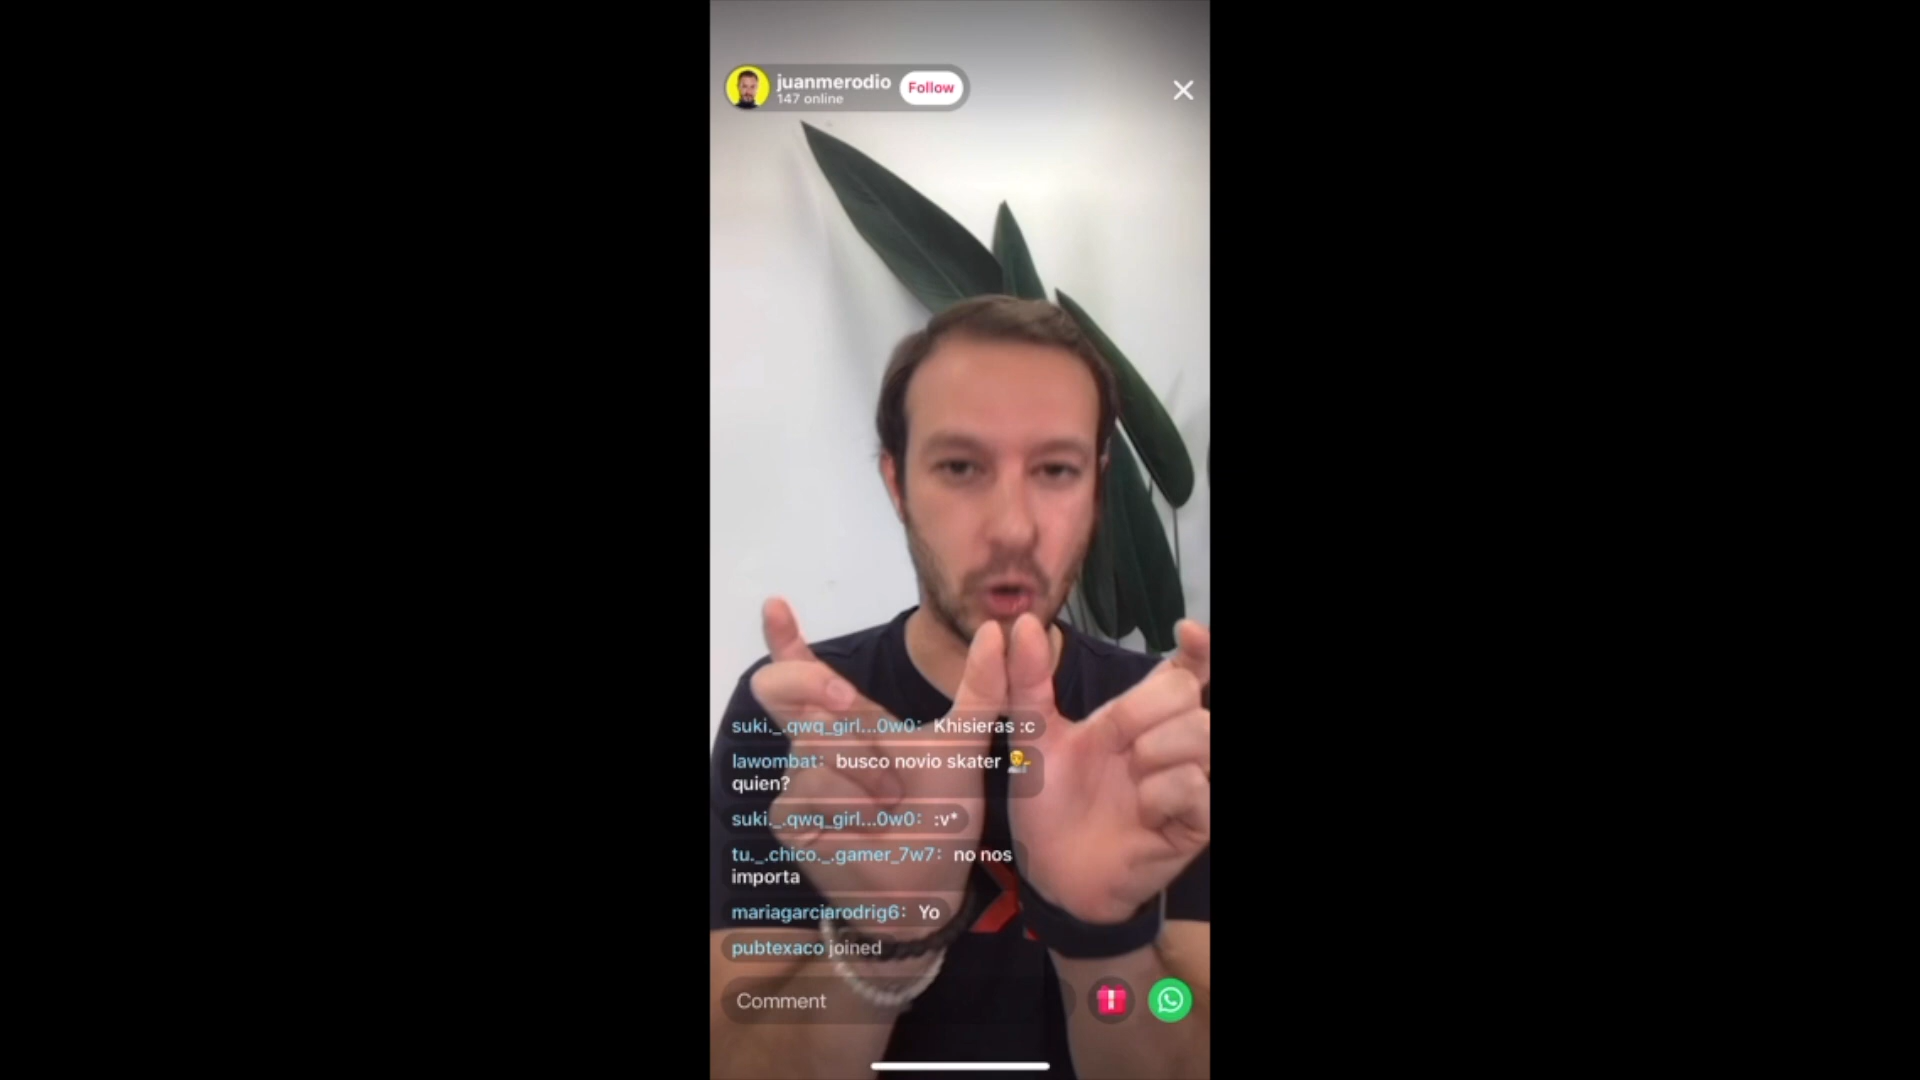 juanmerodio
147 online
Follow
suki._.qwq_girl...0w0: Khisieras :c
lawombat: busco novio skater
quien?
suki._.qwq_girl...0w0: :v*
tu._.chico._.gamer_7w7: no nos
importa
mariagarciarodrig6: Yo
pubtexaco joined
Comment